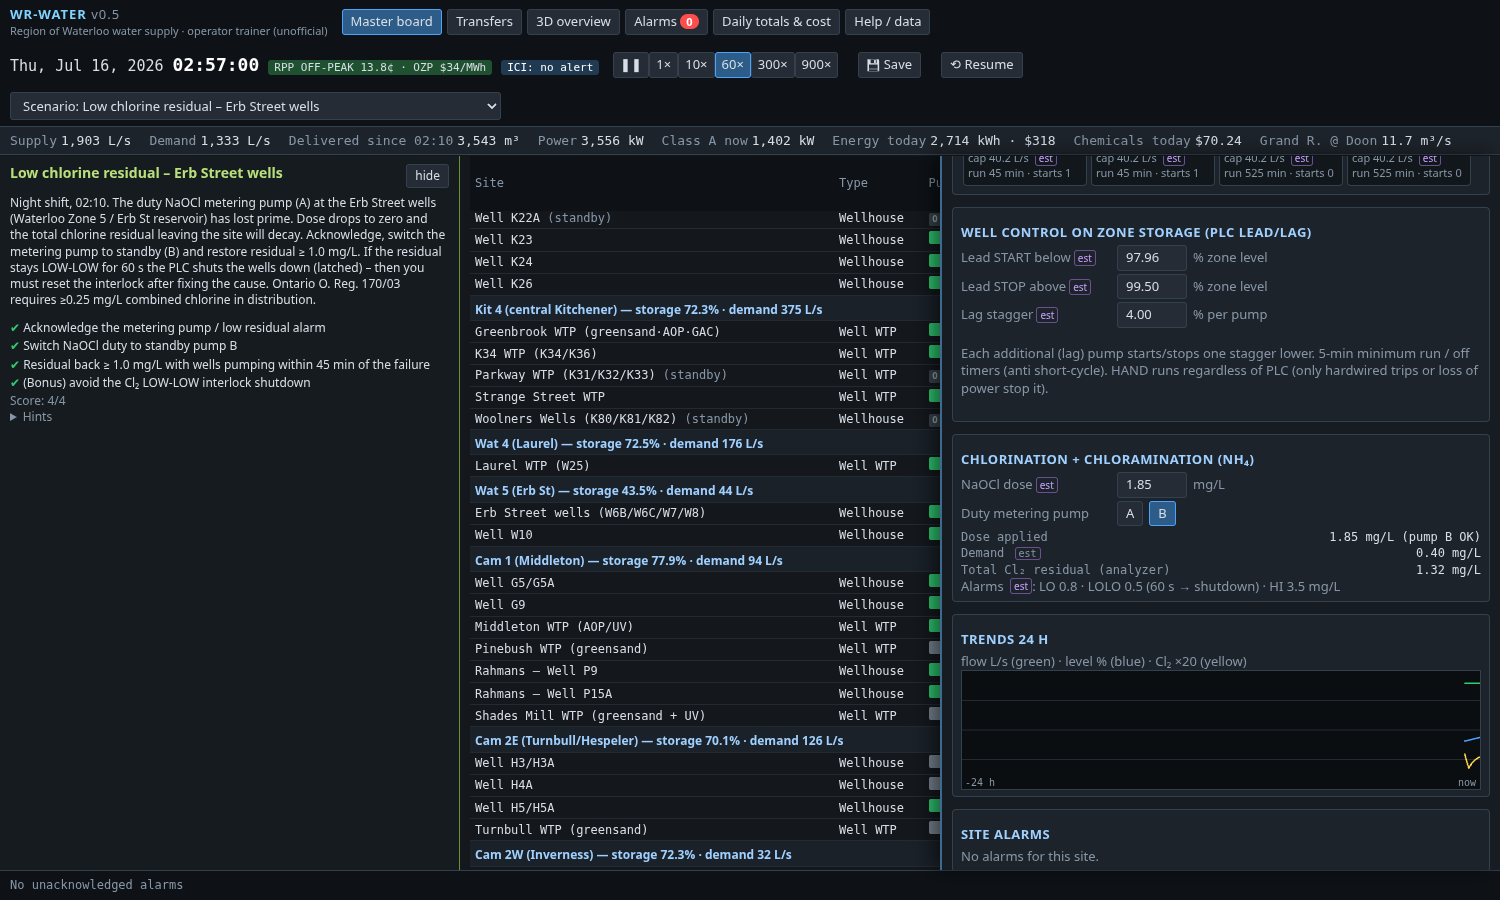 WR-WATER v0.5
Region of Waterloo water supply · operator trainer (unofficial)
Master board
Transfers
3D overview
Alarms 0
Daily totals & cost
Help / data
Thu, Jul 16, 2026 02:57:00 RPP OFF-PEAK 13.8¢ · OZP $34/MWh ICI: no alert
❚❚ 1× 10× 60× 300× 900×
💾 Save
⟲ Resume
Scenario: Low chlorine residual – Erb Street wells
Supply 1,903 L/s Demand 1,333 L/s Delivered since 02:10 3,543 m³ Power 3,556 kW Class A now 1,402 kW Energy today 2,714 kWh · $318 Chemicals today $70.24 Grand R. @ Doon 11.7 m³/s
Low chlorine residual – Erb Street wells
hide
Night shift, 02:10. The duty NaOCl metering pump (A) at the Erb Street wells
(Waterloo Zone 5 / Erb St reservoir) has lost prime. Dose drops to zero and
the total chlorine residual leaving the site will decay. Acknowledge, switch the
metering pump to standby (B) and restore residual ≥ 1.0 mg/L. If the residual
stays LOW-LOW for 60 s the PLC shuts the wells down (latched) – then you
must reset the interlock after fixing the cause. Ontario O. Reg. 170/03
requires ≥0.25 mg/L combined chlorine in distribution.
✔ Acknowledge the metering pump / low residual alarm
✔ Switch NaOCl duty to standby pump B
✔ Residual back ≥ 1.0 mg/L with wells pumping within 45 min of the failure
✔ (Bonus) avoid the Cl₂ LOW-LOW interlock shutdown
Score: 4/4
▶ Hints
Site Type Pu
Well K22A (standby) Wellhouse 0
Well K23 Wellhouse
Well K24 Wellhouse
Well K26 Wellhouse
Kit 4 (central Kitchener) — storage 72.3% · demand 375 L/s
Greenbrook WTP (greensand·AOP·GAC) Well WTP
K34 WTP (K34/K36) Well WTP
Parkway WTP (K31/K32/K33) (standby) Well WTP 0
Strange Street WTP Well WTP
Woolners Wells (K80/K81/K82) (standby) Wellhouse 0
Wat 4 (Laurel) — storage 72.5% · demand 176 L/s
Laurel WTP (W25) Well WTP
Wat 5 (Erb St) — storage 43.5% · demand 44 L/s
Erb Street wells (W6B/W6C/W7/W8) Wellhouse
Well W10 Wellhouse
Cam 1 (Middleton) — storage 77.9% · demand 94 L/s
Well G5/G5A Wellhouse
Well G9 Wellhouse
Middleton WTP (AOP/UV) Well WTP
Pinebush WTP (greensand) Well WTP
Rahmans — Well P9 Wellhouse
Rahmans — Well P15A Wellhouse
Shades Mill WTP (greensand + UV) Well WTP
Cam 2E (Turnbull/Hespeler) — storage 70.1% · demand 126 L/s
Well H3/H3A Wellhouse
Well H4A Wellhouse
Well H5/H5A Wellhouse
Turnbull WTP (greensand) Well WTP
Cam 2W (Inverness) — storage 72.3% · demand 32 L/s
cap 40.2 L/s est cap 40.2 L/s est cap 40.2 L/s est cap 40.2 L/s est
run 45 min · starts 1 run 45 min · starts 1 run 525 min · starts 0 run 525 min · starts 0
WELL CONTROL ON ZONE STORAGE (PLC LEAD/LAG)
Lead START below est 97.96 % zone level
Lead STOP above est 99.50 % zone level
Lag stagger est 4.00 % per pump
Each additional (lag) pump starts/stops one stagger lower. 5-min minimum run / off
timers (anti short-cycle). HAND runs regardless of PLC (only hardwired trips or loss of
power stop it).
CHLORINATION + CHLORAMINATION (NH₄)
NaOCl dose est 1.85 mg/L
Duty metering pump A B
Dose applied 1.85 mg/L (pump B OK)
Demand est 0.40 mg/L
Total Cl₂ residual (analyzer) 1.32 mg/L
Alarms est: LO 0.8 · LOLO 0.5 (60 s → shutdown) · HI 3.5 mg/L
TRENDS 24 H
flow L/s (green) · level % (blue) · Cl₂ ×20 (yellow)
-24 h now
SITE ALARMS
No alarms for this site.
No unacknowledged alarms